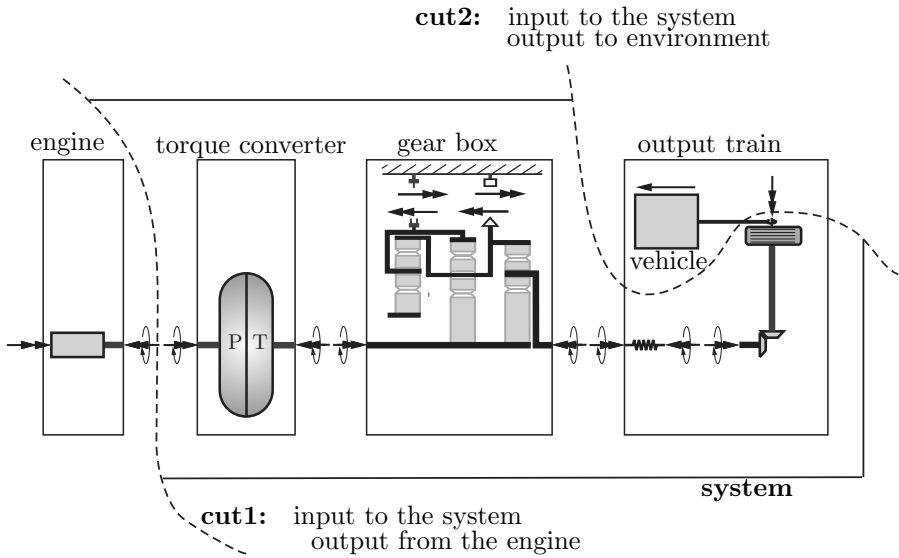 cut2: input to the system
output to environment
engine
torque converter
gear box
output train
vehicle
P T
system
cut1: input to the system
output from the engine